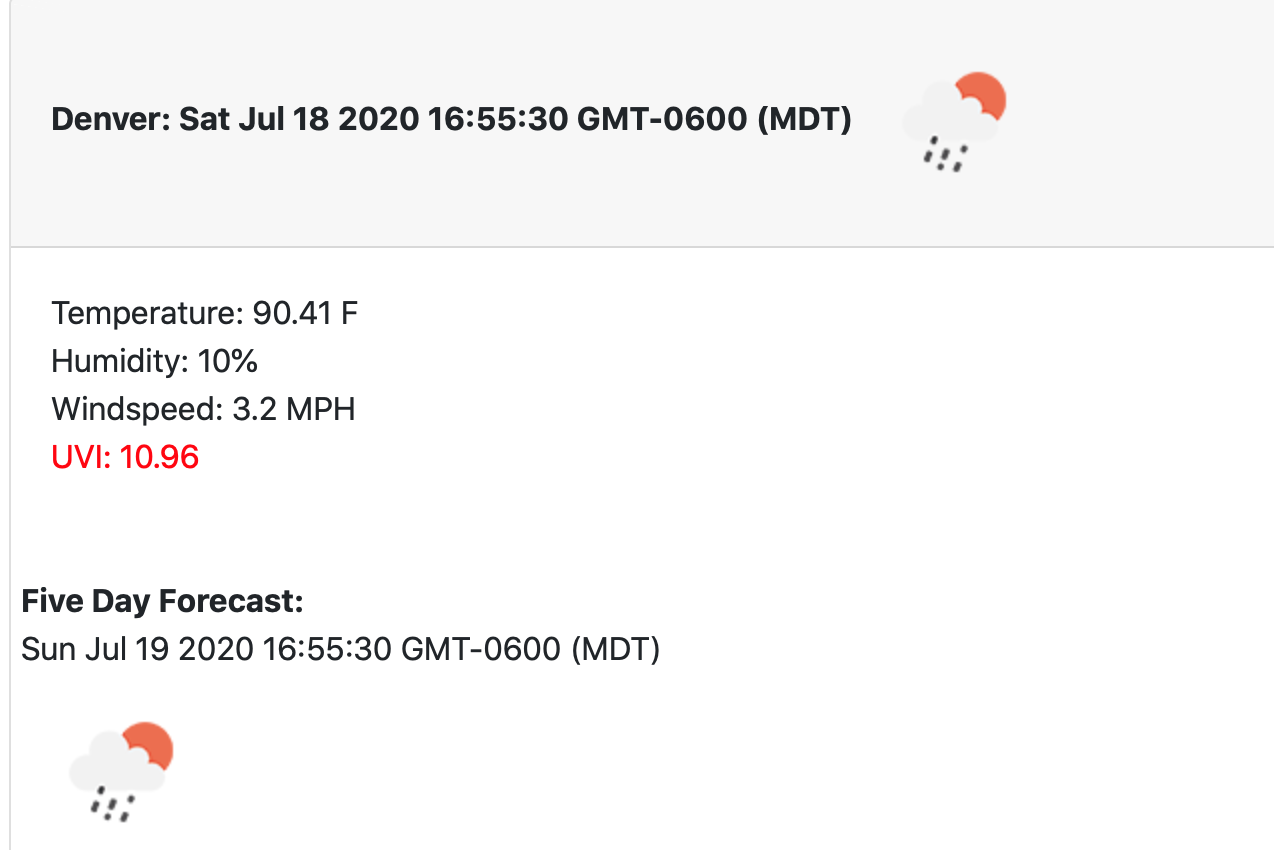 Denver: Sat Jul 18 2020 16:55:30 GMT-0600 (MDT)
Temperature: 90.41 F
Humidity: 10%
Windspeed: 3.2 MPH
UVI: 10.96
Five Day Forecast:
Sun Jul 19 2020 16:55:30 GMT-0600 (MDT)